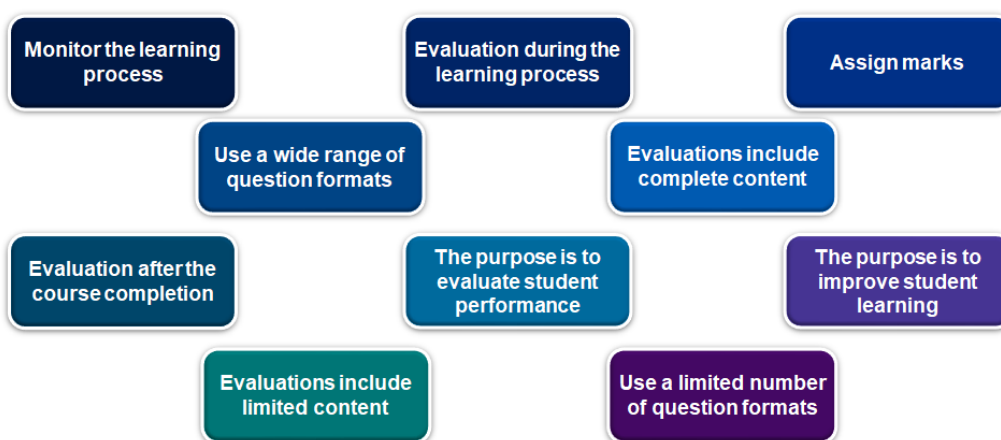 Monitor the learning
process
Evaluation during the
learning process
Assign marks
Use a wide range of
question formats
Evaluations include
complete content
Evaluation after the
course completion
The purpose is to
evaluate student
performance
The purpose is to
improve student
learning
Evaluations include
limited content
Use a limited number
of question formats